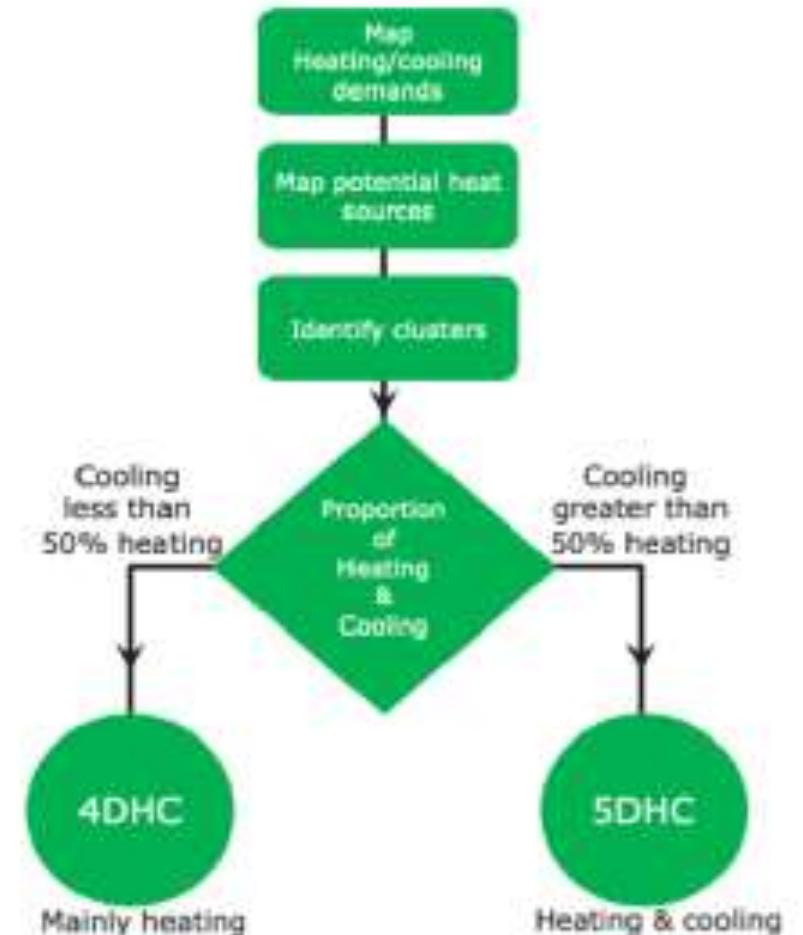 Map
Heating/cooling
demands
Map potential heat
sources
Identify clusters
Cooling
less than
50% heating
Proportion
of
Heating
&
Cooling
Cooling
greater than
50% heating
4DHC
Mainly heating
5DHC
Heating & cooling